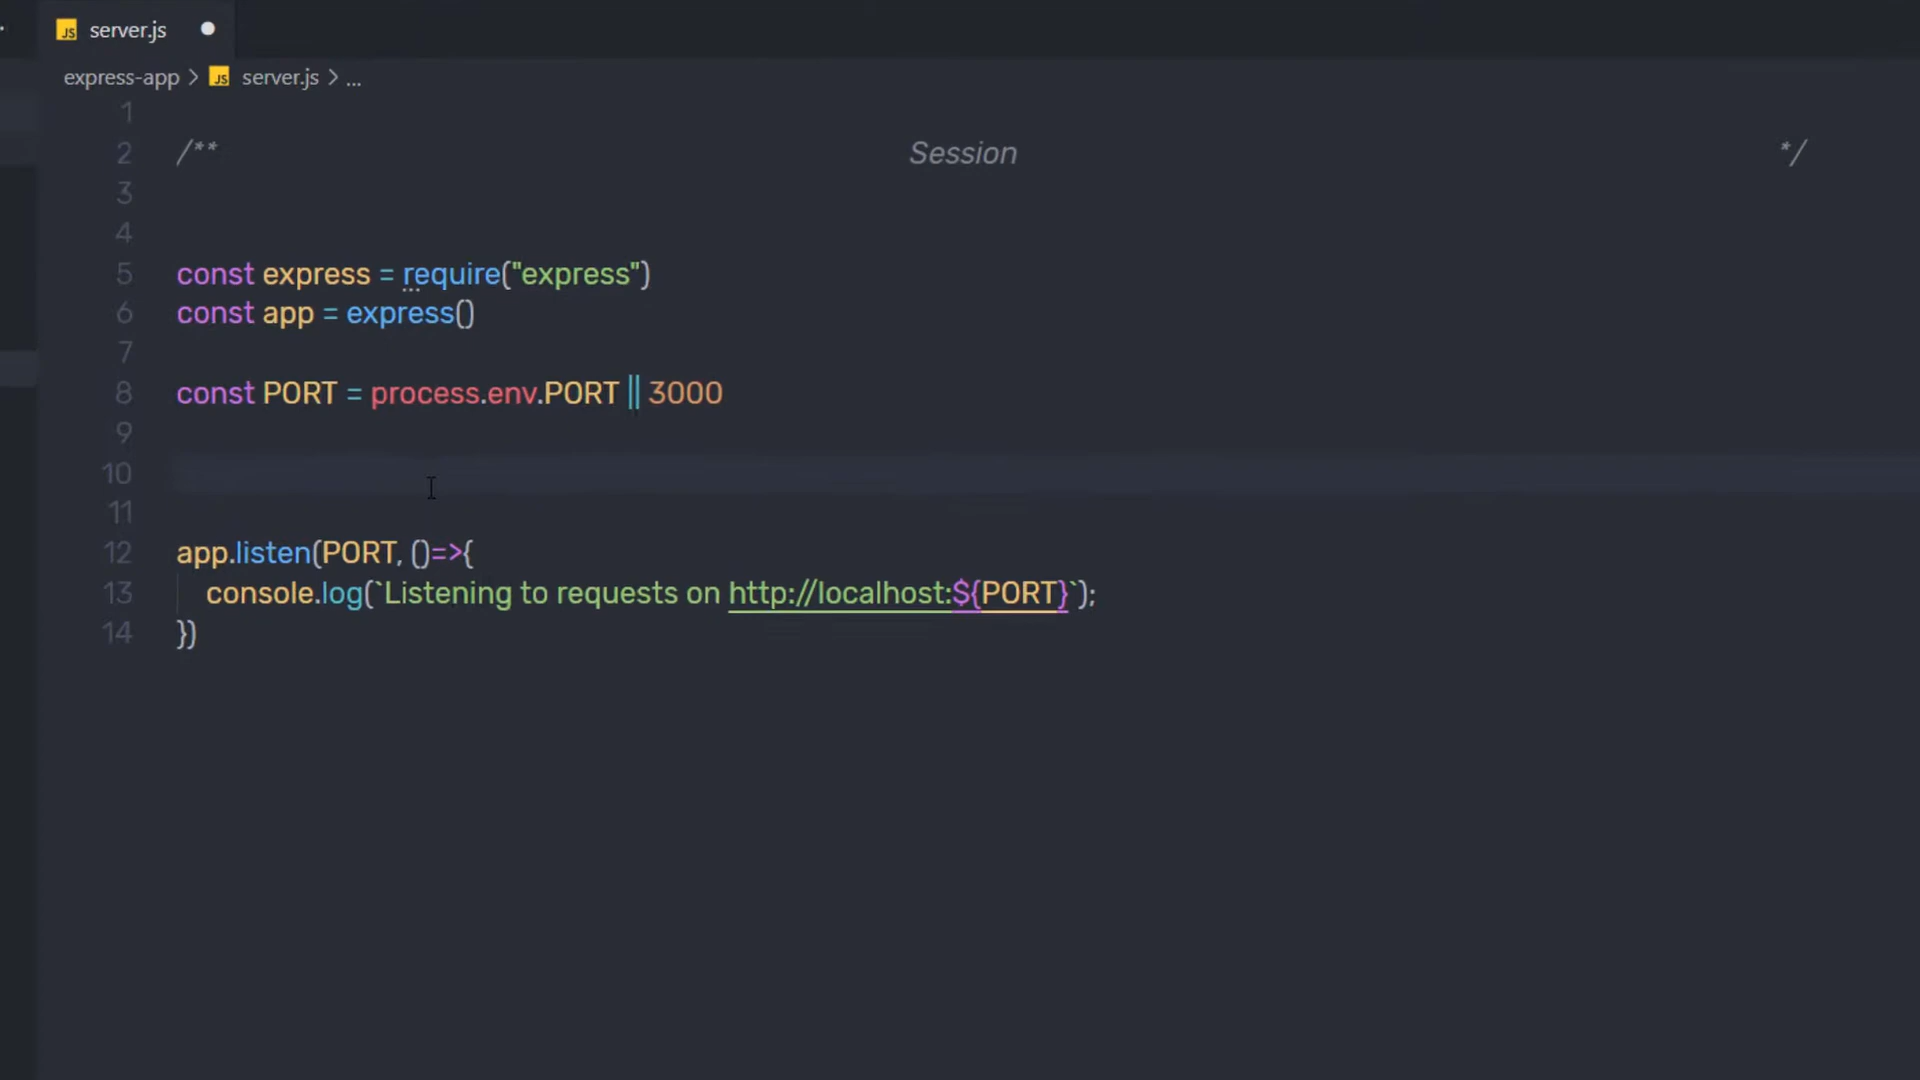 JS server.js
express-app > JS server.js > ...
1
2 /** Session */
3
4
5 const express = require("express")
6 const app = express()
7
8 const PORT = process.env.PORT || 3000
9
10
11
12 app.listen(PORT, ()=>{
13 console.log(`Listening to requests on http://localhost:${PORT}`);
14 })